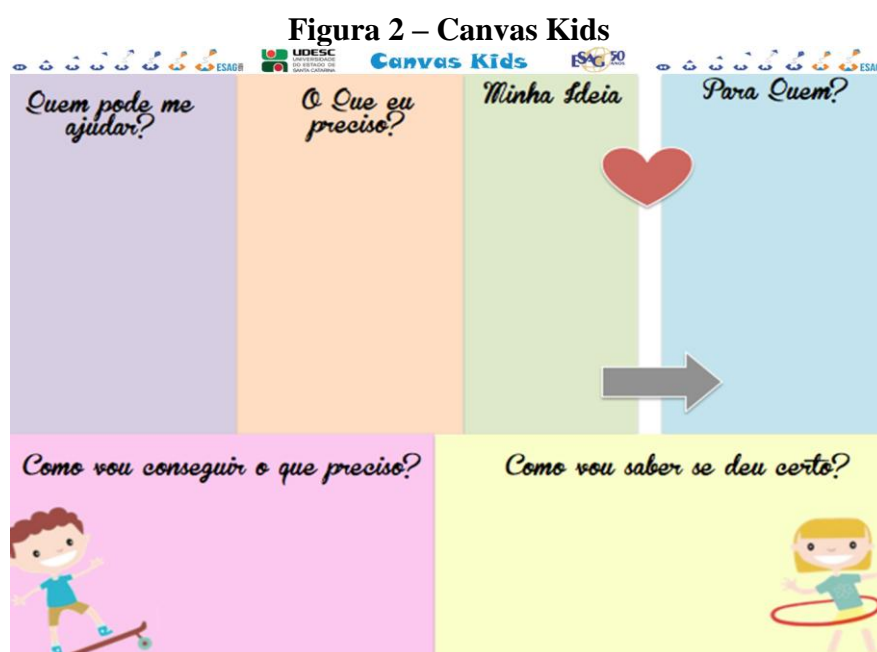 Figura 2 – Canvas Kids
ESAG
UDESC
UNIVERSIDADE
DO ESTADO DE
SANTA CATARINA
Canvas Kids
ESAG 50
ANOS
ESAG
Quem pode me
ajudar?
O Que eu
preciso?
Minha Ideia
Para Quem?
Como vou conseguir o que preciso?
Como vou saber se deu certo?